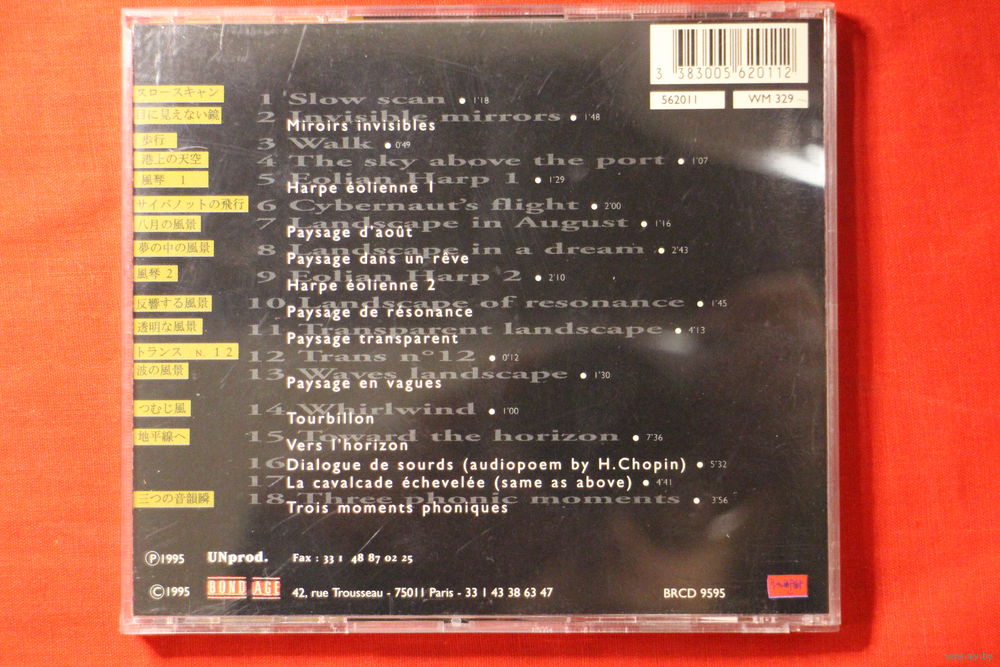 3 383005 620112
562011 WM 329
スロースキャン 1 Slow scan • 1'18
目に見えない鏡 2 Invisible mirrors • 1'48
Miroirs invisibles
歩行 3 Walk • 0'49
港上の天空 4 The sky above the port • 1'07
風琴 1 5 Eolian Harp 1 • 1'29
Harpe éolienne 1
サイバノットの飛行 6 Cybernaut's flight • 2'00
八月の風景 7 Landscape in August • 1'16
Paysage d'août
夢の中の風景 8 Landscape in a dream • 2'43
Paysage dans un rêve
風琴 2 9 Eolian Harp 2 • 2'10
Harpe éolienne 2
反響する風景 10 Landscape of resonance • 1'45
Paysage de résonance
透明な風景 11 Transparent landscape • 4'13
Paysage transparent
トランス N. 12 12 Trans n°12 • 0'12
波の風景 13 Waves landscape • 1'30
Paysage en vagues
つむじ風 14 Whirlwind • 1'00
Tourbillon
地平線へ 15 Toward the horizon • 7'36
Vers l'horizon
16 Dialogue de sourds (audiopoem by H.Chopin) • 5'32
17 La cavalcade échevelée (same as above) • 4'41
三つの音韻瞬 18 Three phonic moments • 3'56
Trois moments phoniques
℗1995 UNprod. Fax : 33 1 48 87 02 25
©1995 BOND AGE 42, rue Trousseau - 75011 Paris - 33 1 43 38 63 47 BRCD 9595